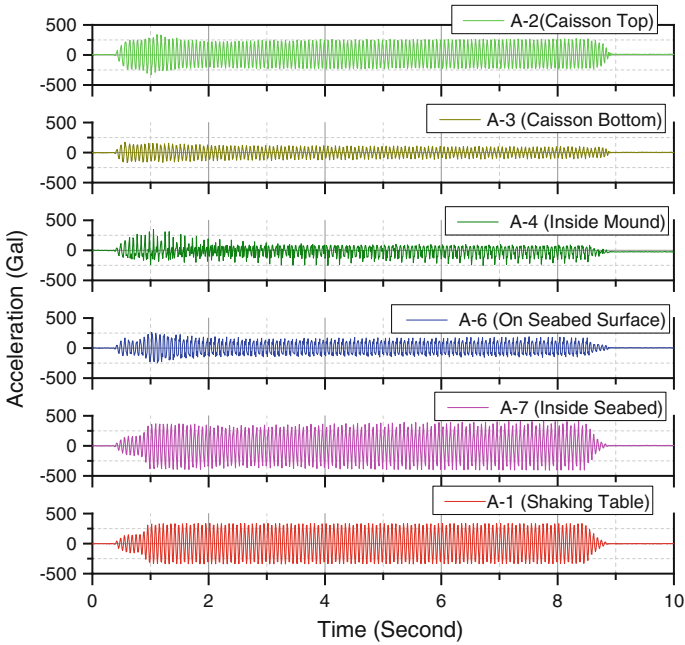 A-2(Caisson Top)
500
0
-500
A-3 (Caisson Bottom)
500
0
-500
A-4 (Inside Mound)
500
0
-500
A-6 (On Seabed Surface)
500
0
-500
A-7 (Inside Seabed)
500
0
-500
A-1 (Shaking Table)
500
0
-500
Acceleration (Gal)
0 2 4 6 8 10
Time (Second)